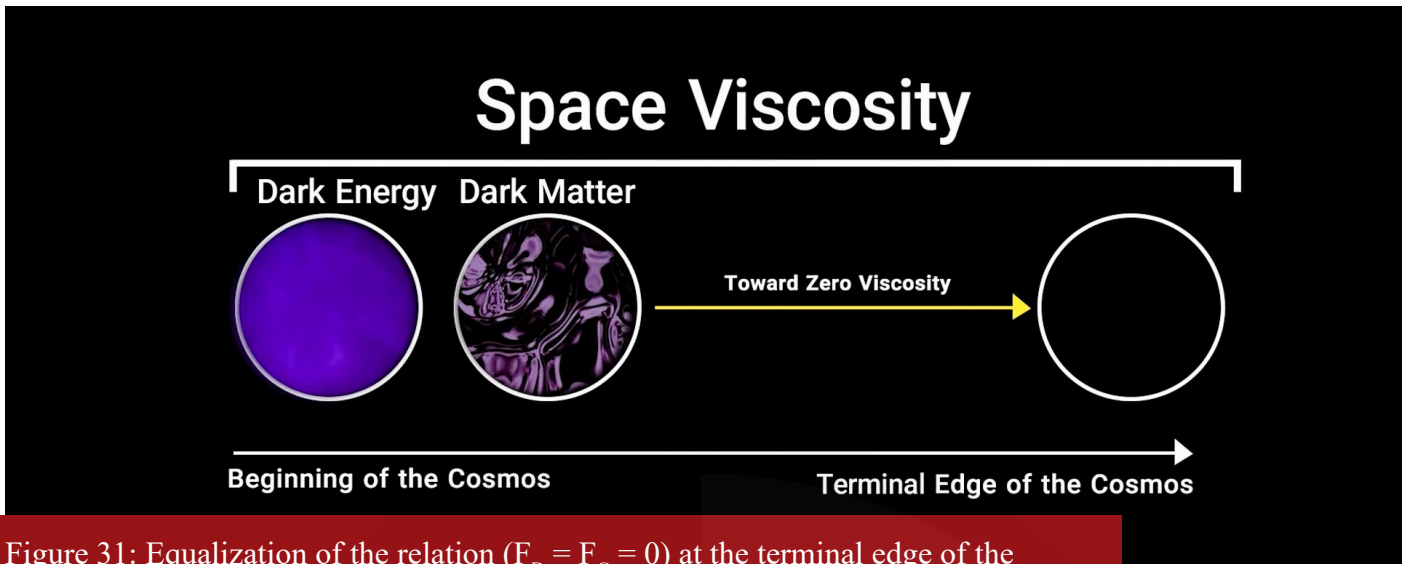 Space Viscosity
Dark Energy Dark Matter
Toward Zero Viscosity
Beginning of the Cosmos
Terminal Edge of the Cosmos
Figure 31: Equalization of the relation (F = F = 0) at the terminal edge of the